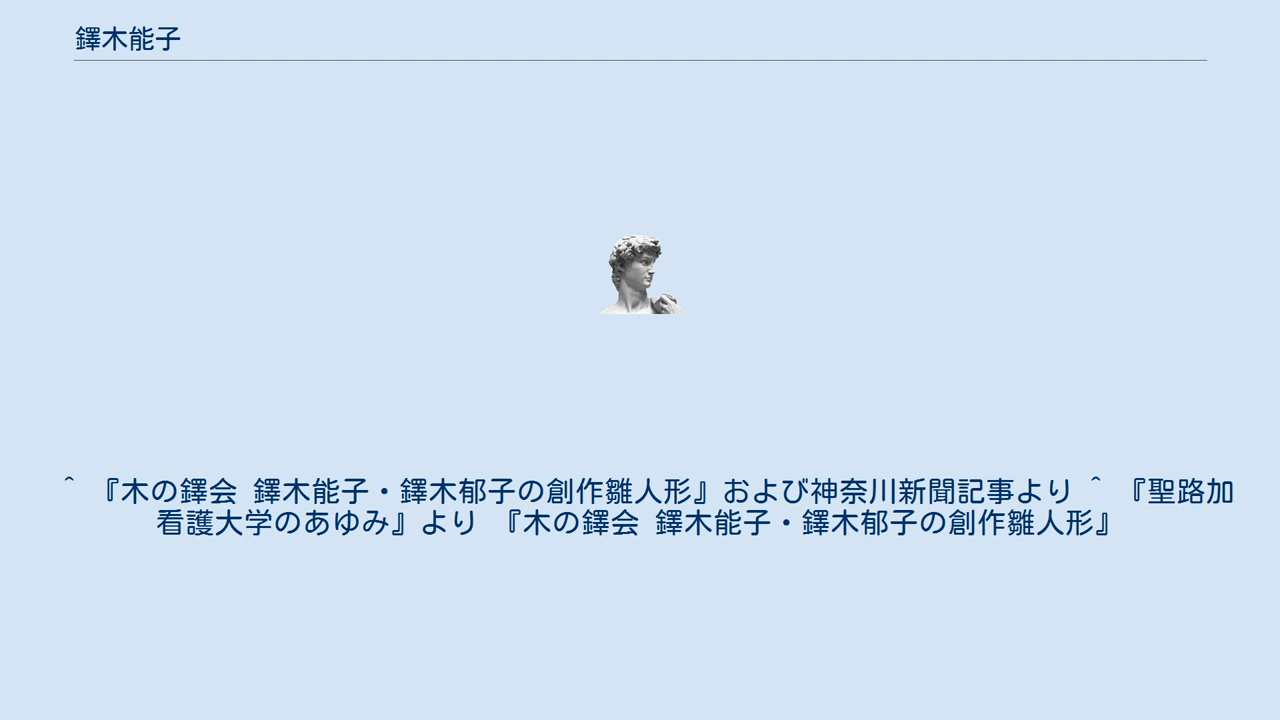 鐸木能子
^ 『木の鐸会 鐸木能子・鐸木郁子の創作雛人形』および神奈川新聞記事より ^ 『聖路加
看護大学のあゆみ』より 『木の鐸会 鐸木能子・鐸木郁子の創作雛人形』